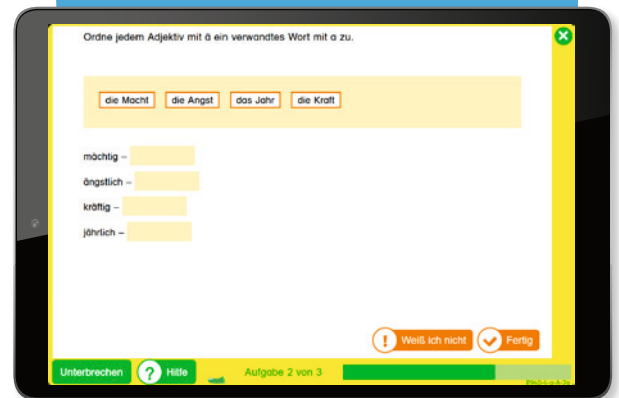 Ordne jedem Adjektiv mit ä ein verwandtes Wort mit a zu.
die Macht die Angst das Jahr die Kraft
mächtig –
ängstlich –
kräftig –
jährlich –
! Weiß ich nicht Fertig
Unterbrechen ? Hilfe Aufgabe 2 von 3